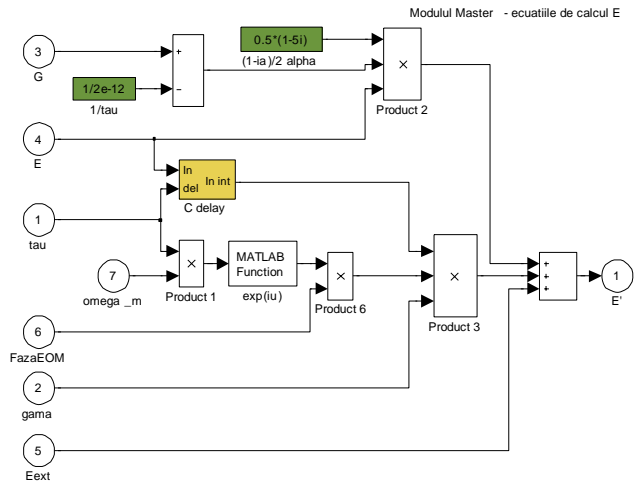 Modulul Master - ecuatiile de calcul E
3
G
+
−
0.5*(1-5i)
(1-ia)/2 alpha
×
Product 2
1/2e-12
1/tau
4
E
In
del
In int
C delay
1
tau
7
omega _m
×
Product 1
MATLAB
Function
exp(iu)
×
Product 6
×
Product 3
+
+
+
1
E'
6
FazaEOM
2
gama
5
Eext